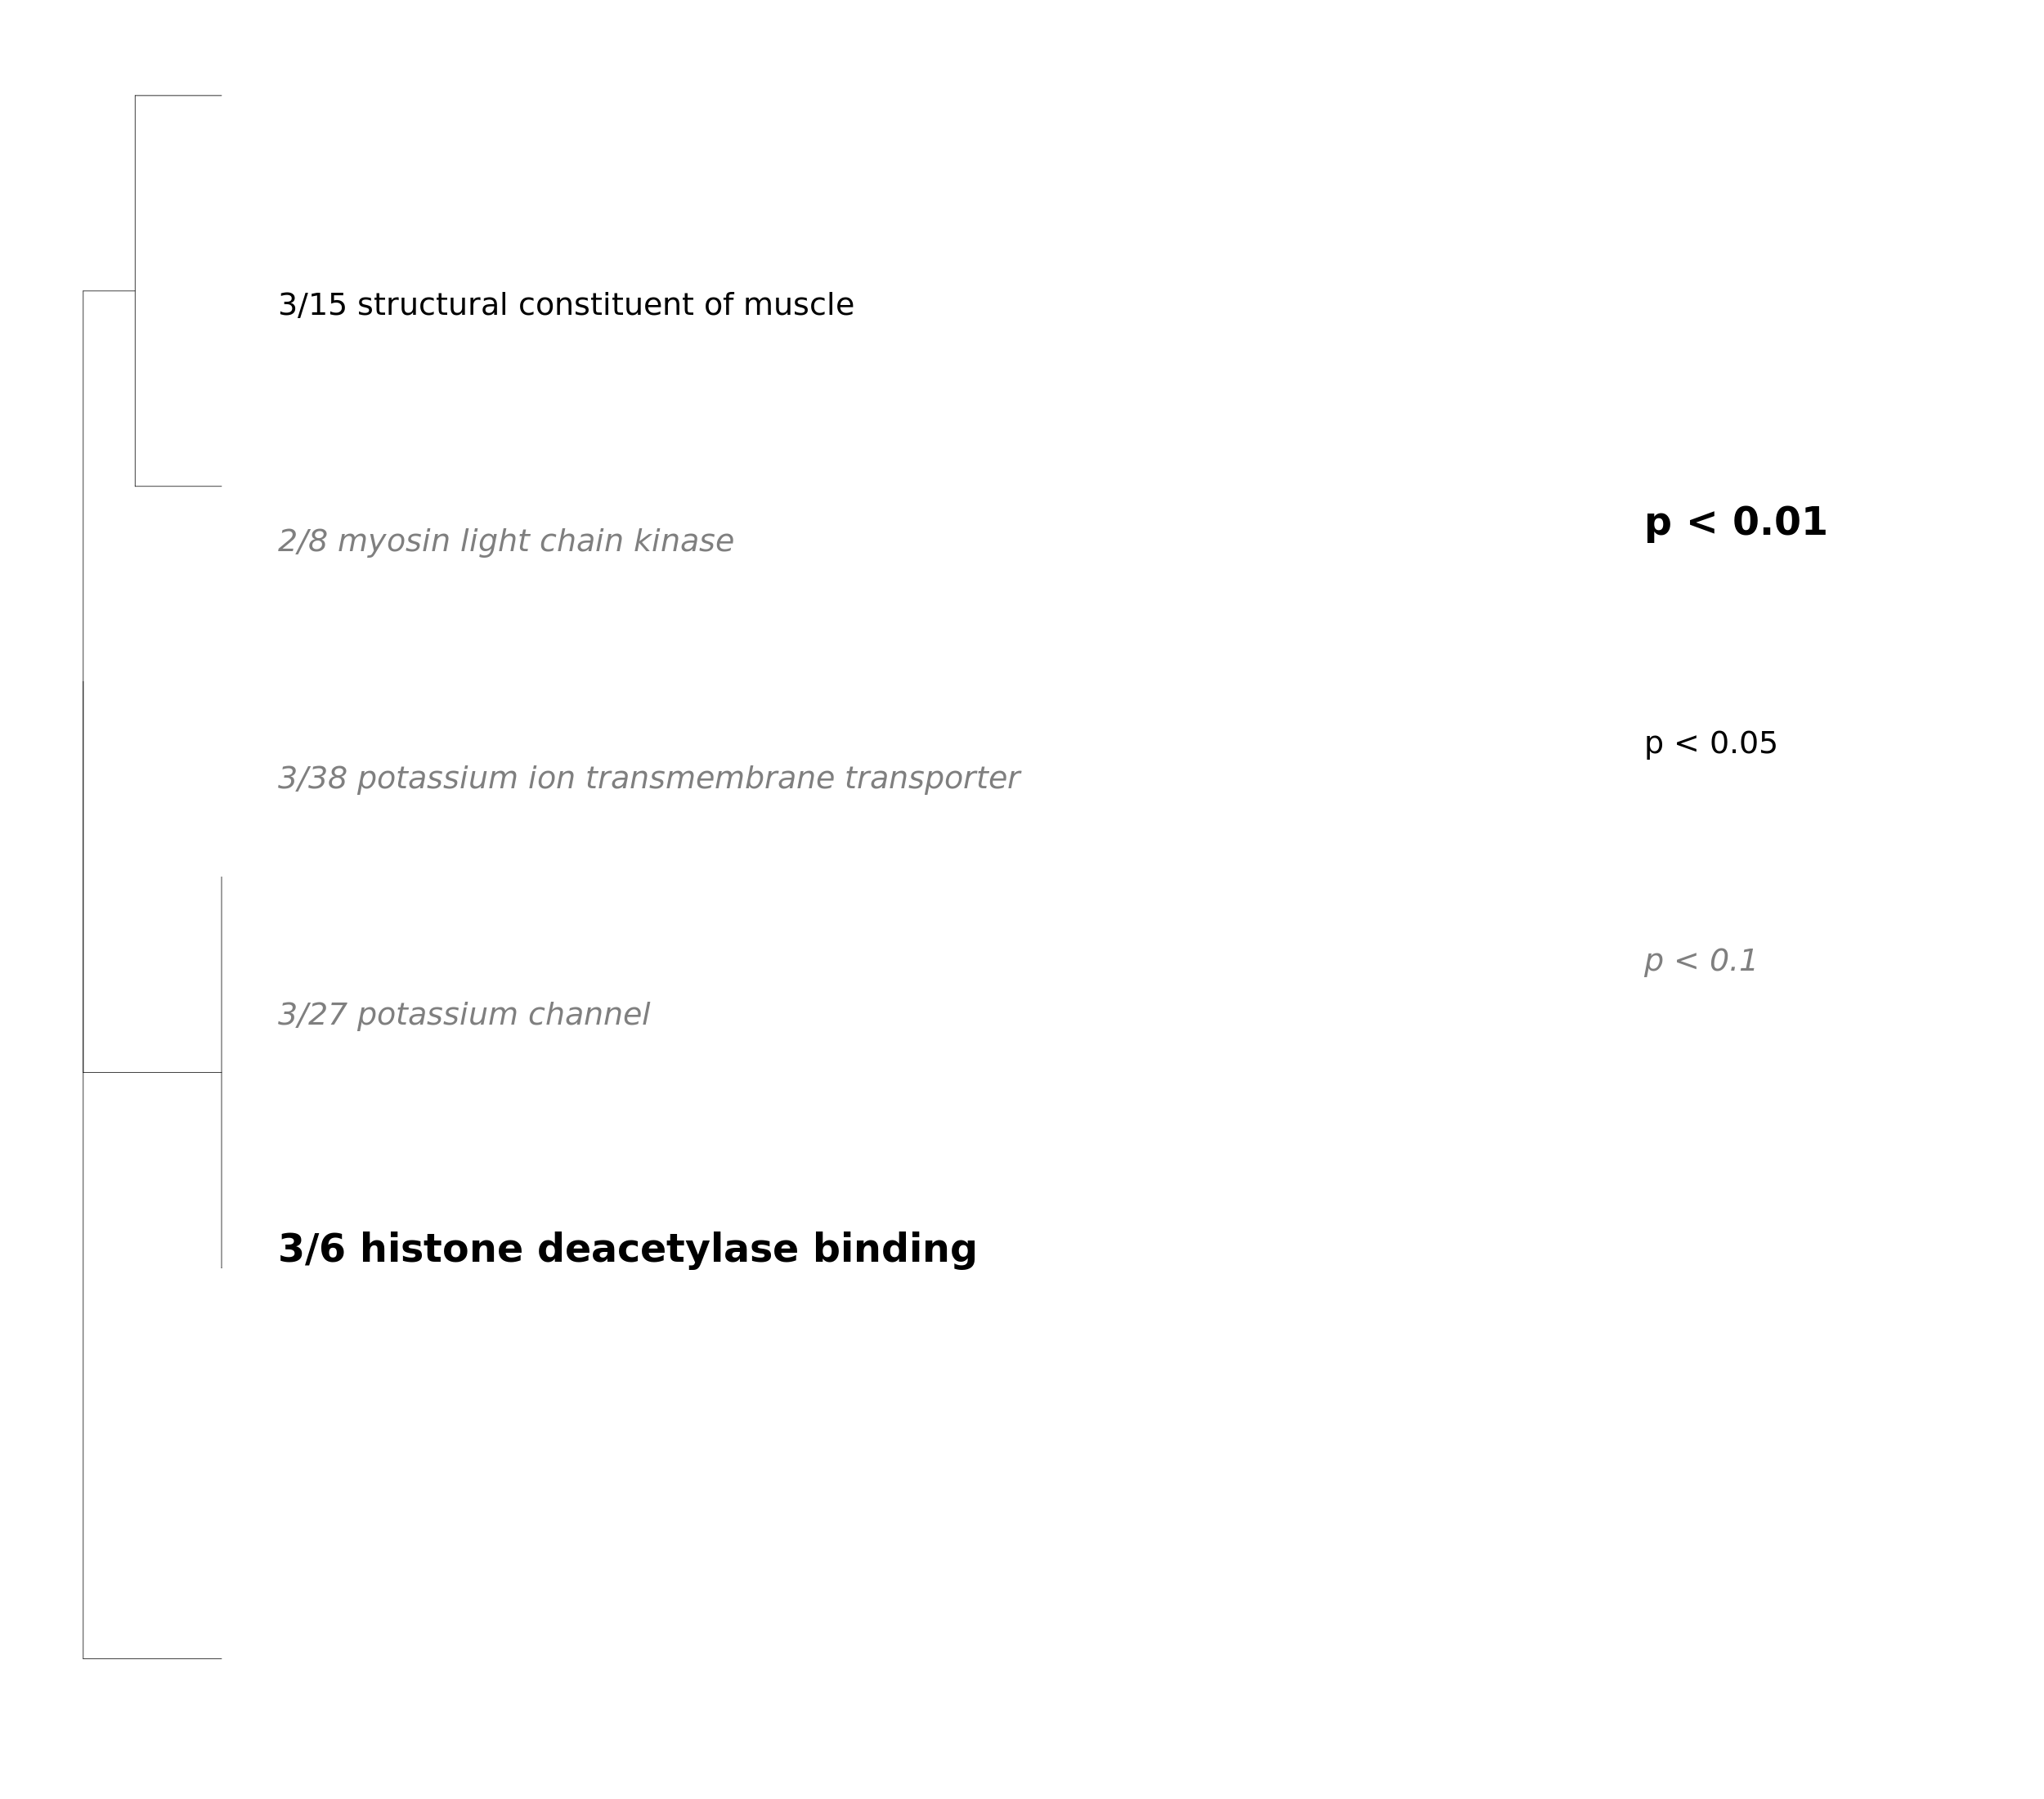 3/15 structural constituent of muscle
2/8 myosin light chain kinase
3/38 potassium ion transmembrane transporter
3/27 potassium channel
3/6 histone deacetylase binding
p < 0.01
p < 0.05
p < 0.1